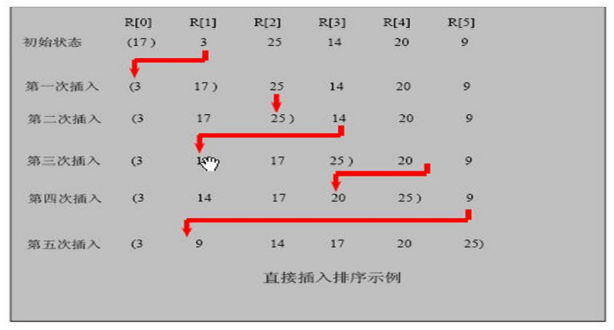 R[0] R[1] R[2] R[3] R[4] R[5]
初始状态 (17) 3 25 14 20 9
第一次插入 (3 17) 25 14 20 9
第二次插入 (3 17 25) 14 20 9
第三次插入 (3 17 25) 20 9
第四次插入 (3 14 17 20 25) 9
第五次插入 (3 9 14 17 20 25)
直接插入排序示例